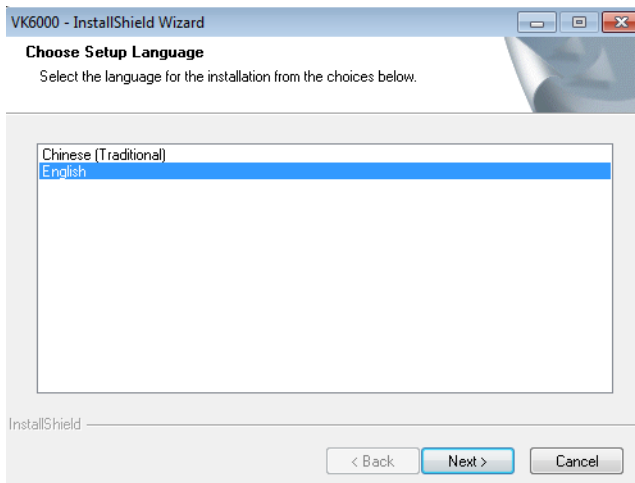 VK6000 - InstallShield Wizard
Choose Setup Language
Select the language for the installation from the choices below.
Chinese (Traditional)
English
InstallShield
< Back
Next >
Cancel